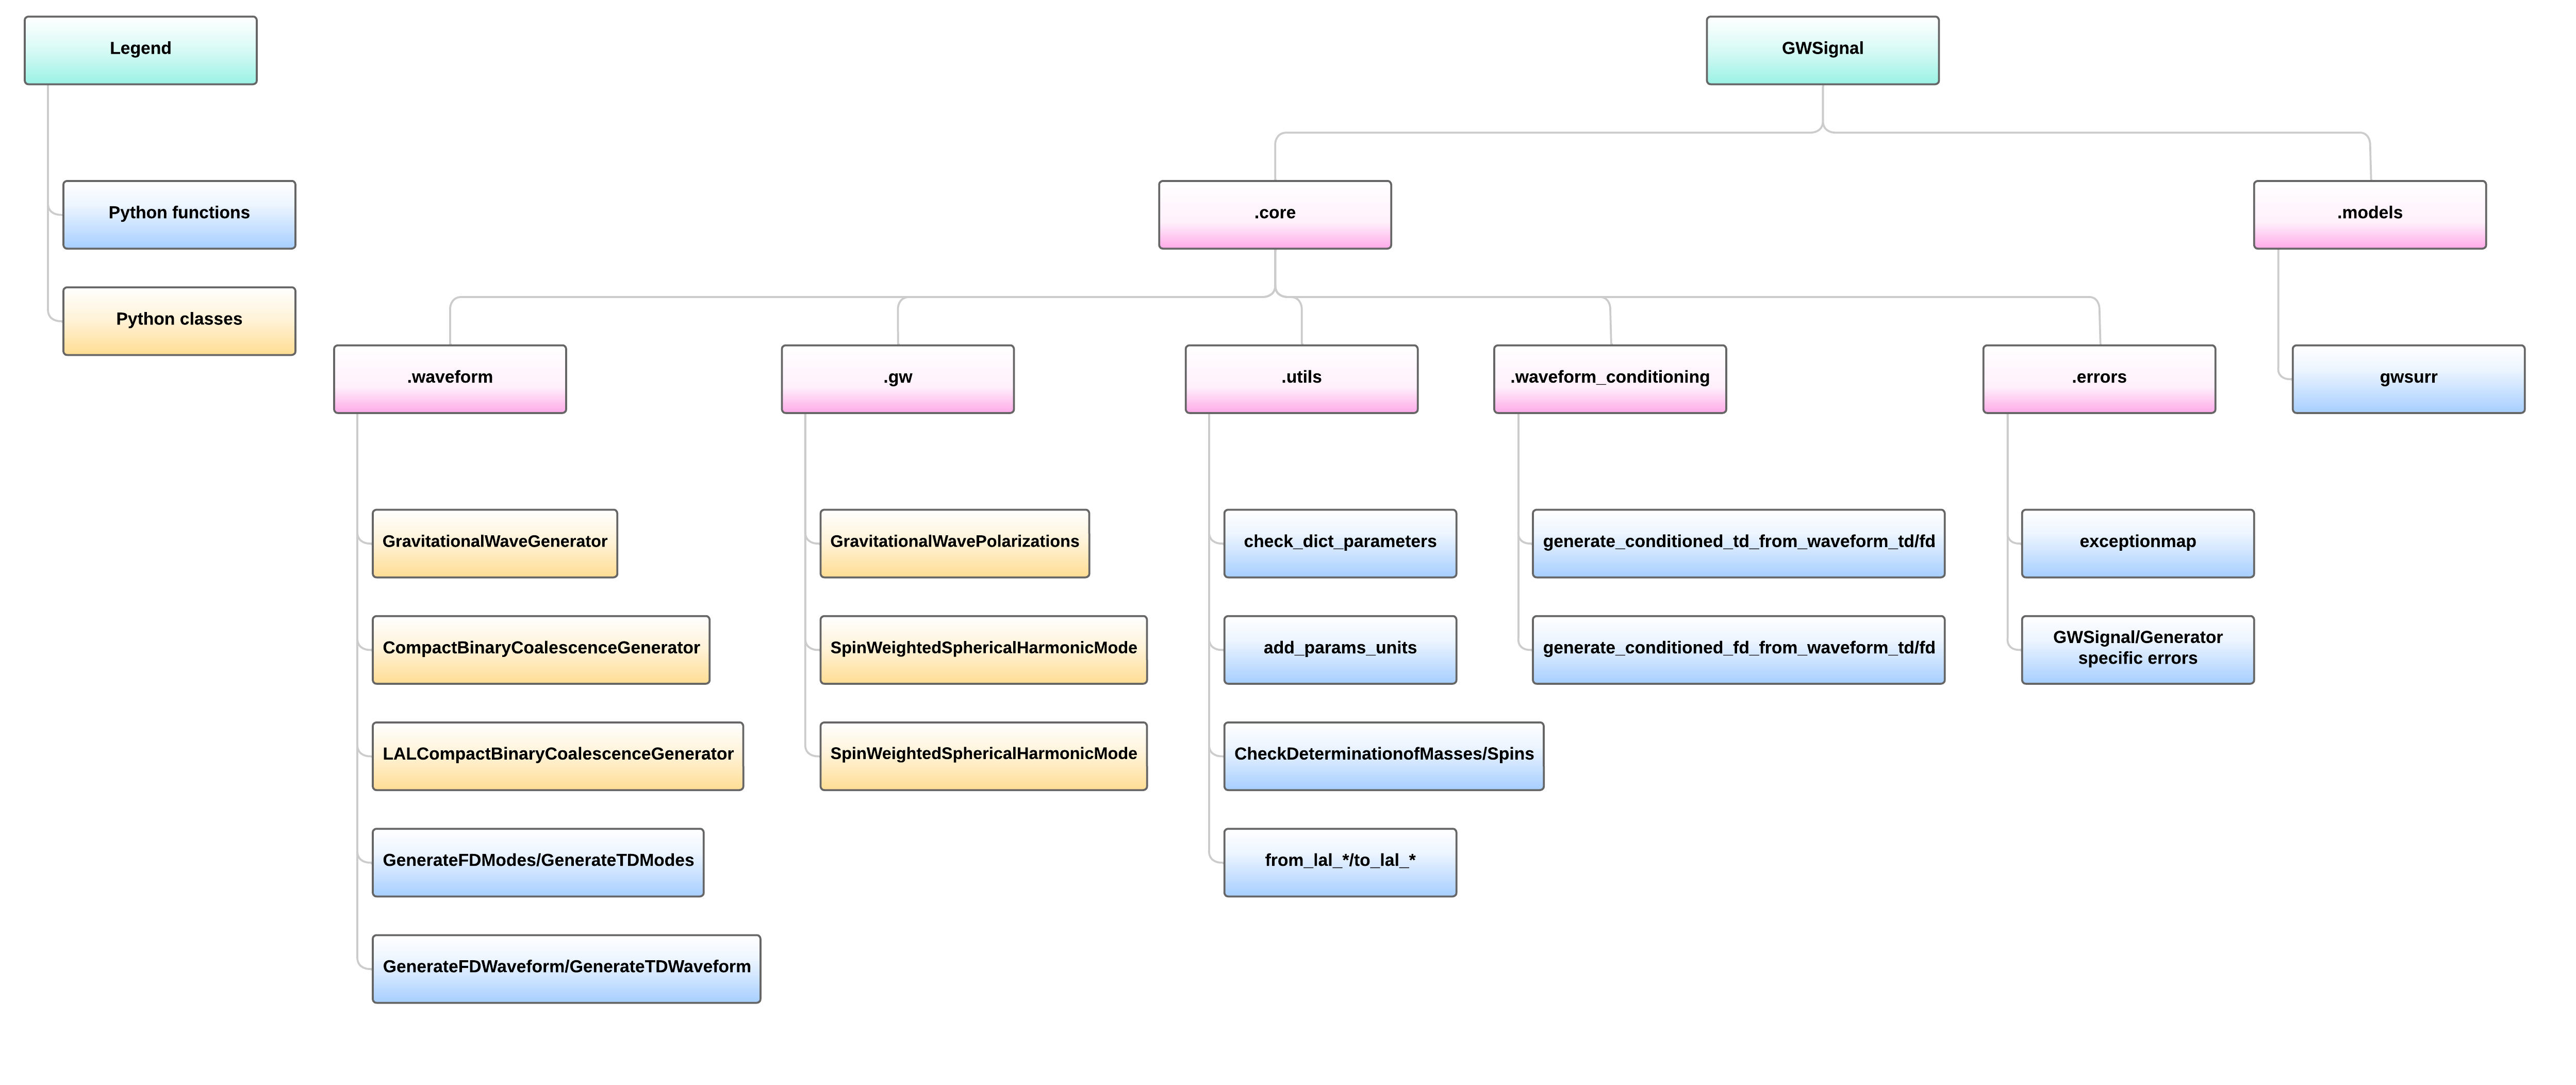 Legend
GWSignal
Python functions
.core
.models
Python classes
.waveform
.gw
.utils
.waveform_conditioning
.errors
gwsurr
GravitationalWaveGenerator
GravitationalWavePolarizations
check_dict_parameters
generate_conditioned_td_from_waveform_td/fd
exceptionmap
CompactBinaryCoalescenceGenerator
SpinWeightedSphericalHarmonicMode
add_params_units
generate_conditioned_fd_from_waveform_td/fd
GWSignal/Generator
specific errors
LALCompactBinaryCoalescenceGenerator
SpinWeightedSphericalHarmonicMode
CheckDeterminationofMasses/Spins
GenerateFDModes/GenerateTDModes
from_lal_*/to_lal_*
GenerateFDWaveform/GenerateTDWaveform